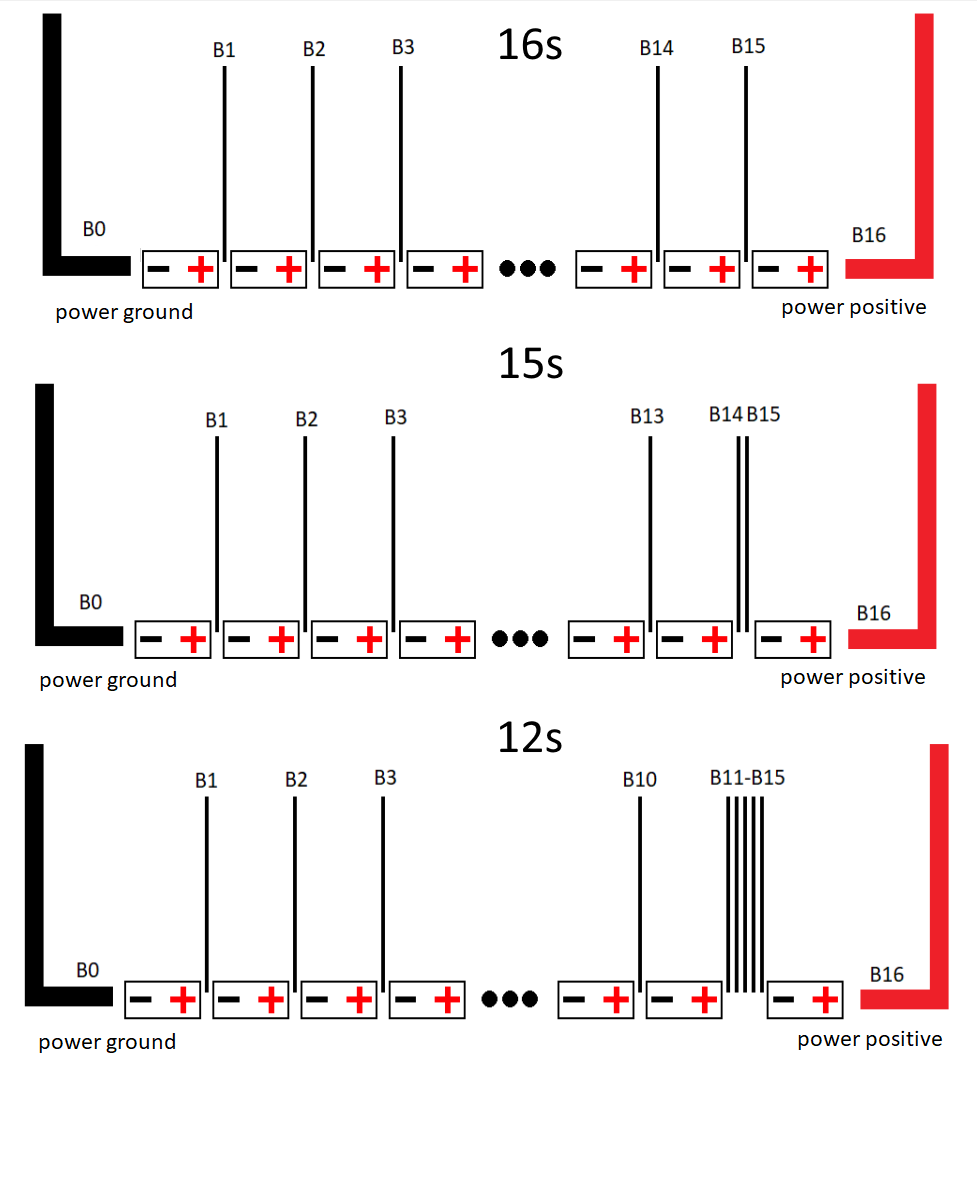 16s
B1 B2 B3 B14 B15
B0 B16
power ground power positive
15s
B1 B2 B3 B13 B14 B15
B0 B16
power ground power positive
12s
B1 B2 B3 B10 B11-B15
B0 B16
power ground power positive